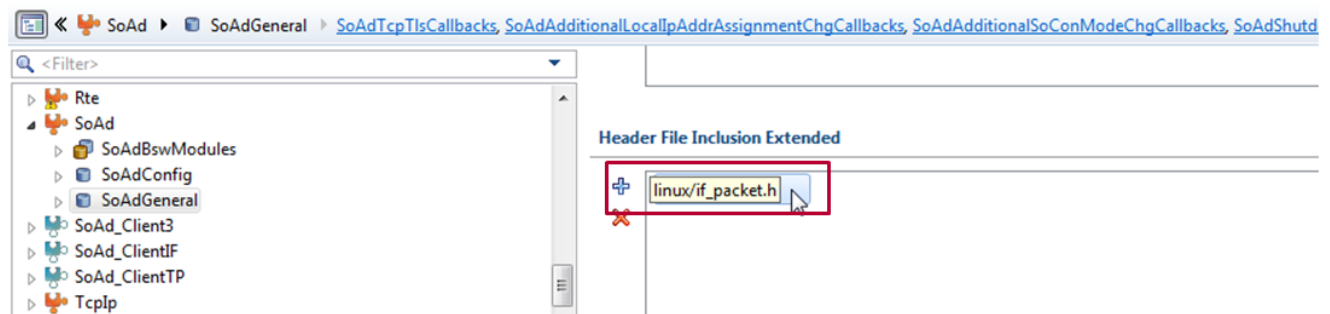 « SoAd SoAdGeneral SoAdTcpTlsCallbacks, SoAdAdditionalLocalIpAddrAssignmentChgCallbacks, SoAdAdditionalSoConModeChgCallbacks, SoAdShutd
<Filter>
Rte
SoAd
SoAdBswModules
SoAdConfig
SoAdGeneral
SoAd_Client3
SoAd_ClientIF
SoAd_ClientTP
TcpIp
Header File Inclusion Extended
linux/if_packet.h